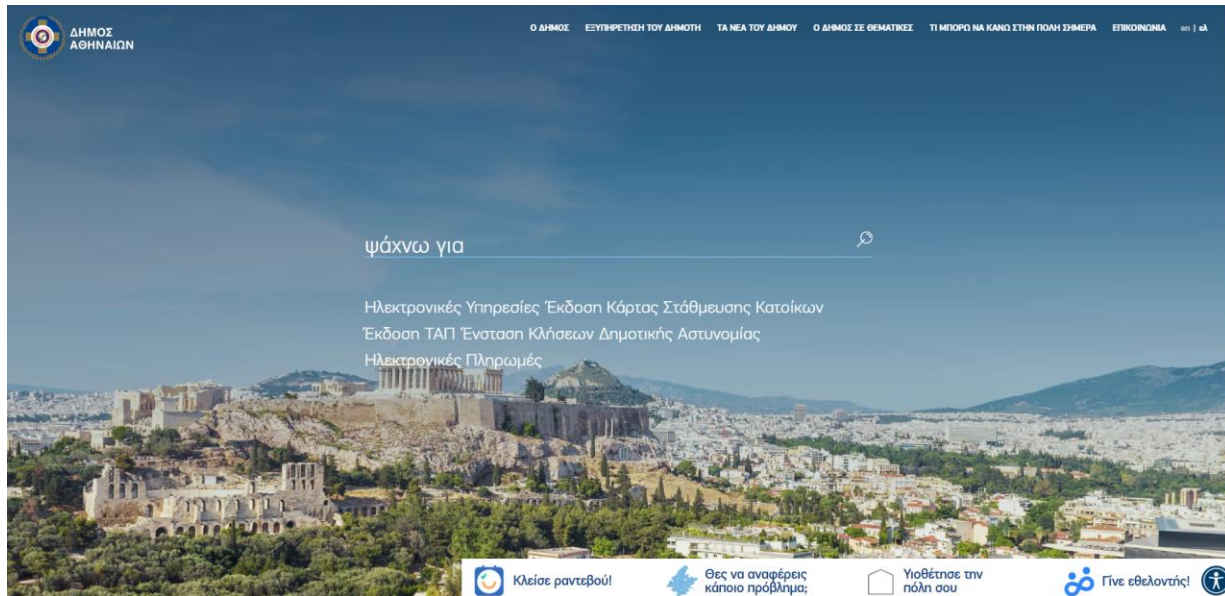 ΔΗΜΟΣ
ΑΘΗΝΑΙΩΝ
Ο ΔΗΜΟΣ ΕΞΥΠΗΡΕΤΗΣΗ ΤΟΥ ΔΗΜΟΤΗ ΤΑ ΝΕΑ ΤΟΥ ΔΗΜΟΥ Ο ΔΗΜΟΣ ΣΕ ΘΕΜΑΤΙΚΕΣ ΤΙ ΜΠΟΡΩ ΝΑ ΚΑΝΩ ΣΤΗΝ ΠΟΛΗ ΣΗΜΕΡΑ ΕΠΙΚΟΙΝΩΝΙΑ en | ελ
ψάχνω για
Ηλεκτρονικές Υπηρεσίες Έκδοση Κάρτας Στάθμευσης Κατοίκων
Έκδοση ΤΑΠ Ένσταση Κλήσεων Δημοτικής Αστυνομίας
Ηλεκτρονικές Πληρωμές
Κλείσε ραντεβού!
Θες να αναφέρεις
κάποιο πρόβλημα;
Υιοθέτησε την
πόλη σου
Γίνε εθελοντής!